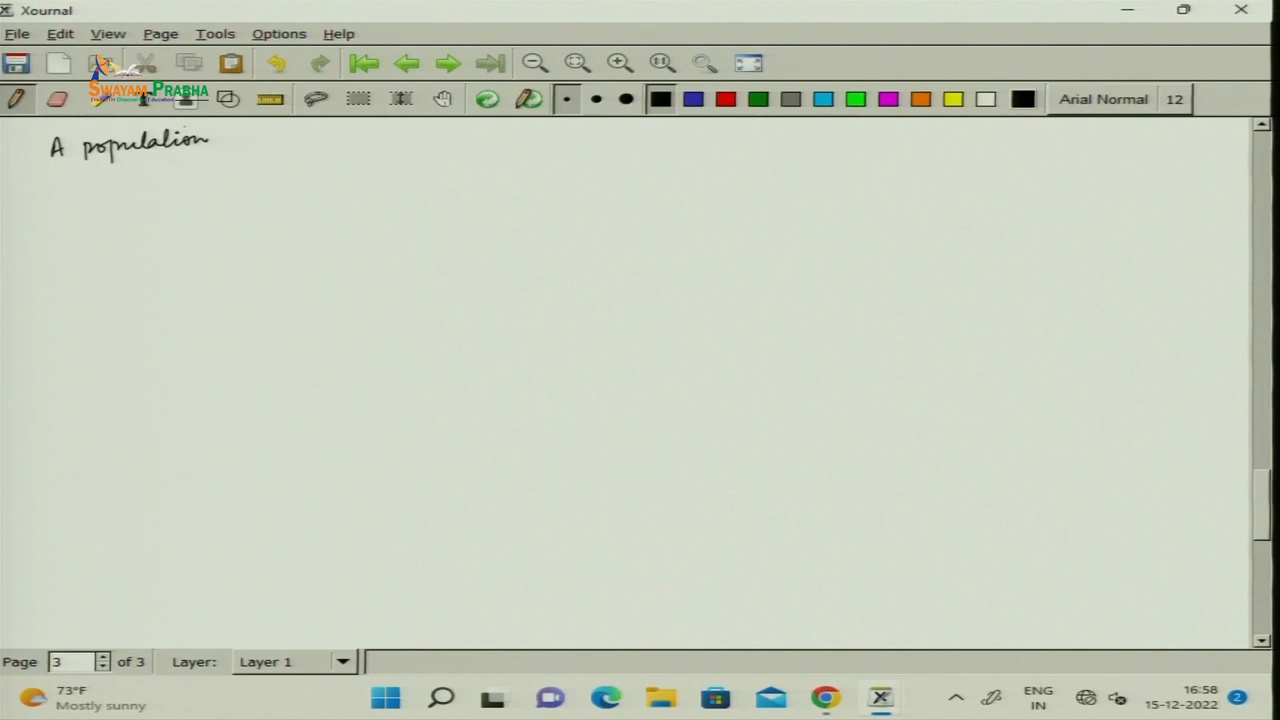 Xournal
File Edit View Page Tools Options Help
SWAYAM PRABHA
Arial Normal 12
A population
Page 3 of 3 Layer: Layer 1
73°F
Mostly sunny
ENG
IN
16:58
15-12-2022
2